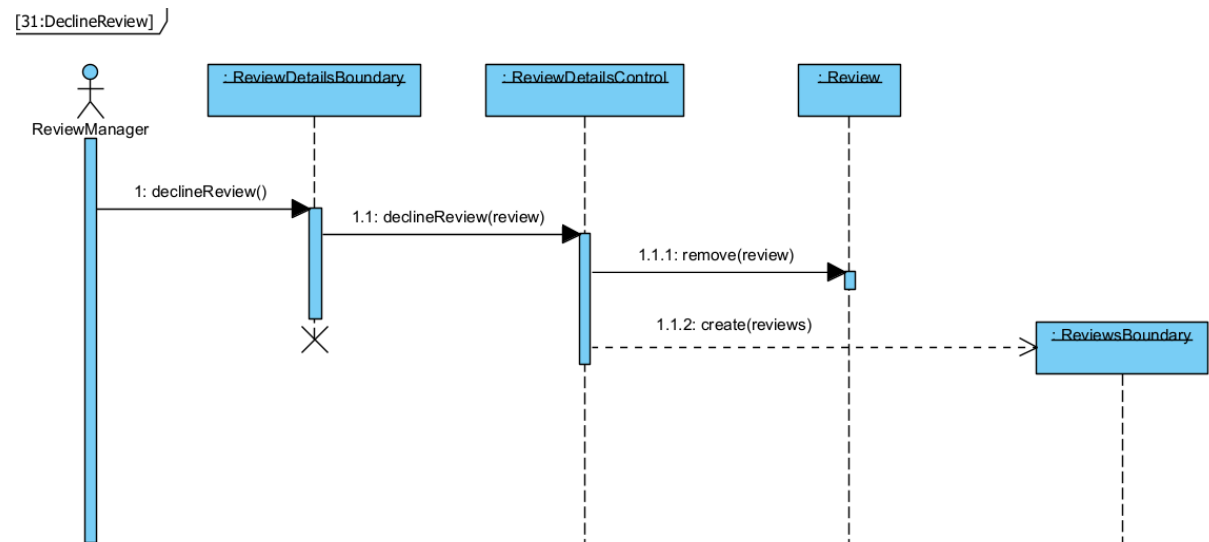 [31:DeclineReview]
: ReviewDetailsBoundary
: ReviewDetailsControl
: Review
ReviewManager
1: declineReview()
1.1: declineReview(review)
1.1.1: remove(review)
1.1.2: create(reviews)
: ReviewsBoundary